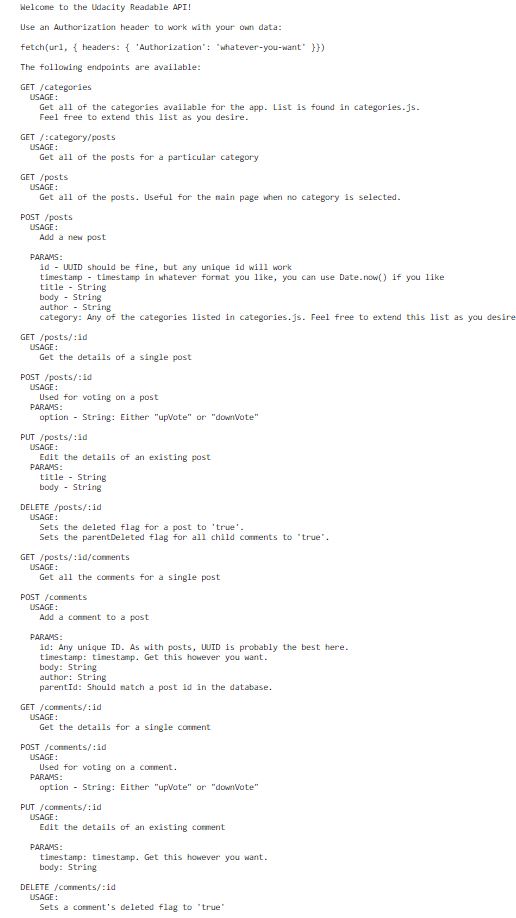 Welcome to the Udacity Readable API!
Use an Authorization header to work with your own data:
fetch(url, { headers: { 'Authorization': 'whatever-you-want' }})
The following endpoints are available:
GET /categories
USAGE:
Get all of the categories available for the app. List is found in categories.js.
Feel free to extend this list as you desire.
GET /:category/posts
USAGE:
Get all of the posts for a particular category
GET /posts
USAGE:
Get all of the posts. Useful for the main page when no category is selected.
POST /posts
USAGE:
Add a new post
PARAMS:
id - UUID should be fine, but any unique id will work
timestamp - timestamp in whatever format you like, you can use Date.now() if you like
title - String
body - String
author - String
category: Any of the categories listed in categories.js. Feel free to extend this list as you desire
GET /posts/:id
USAGE:
Get the details of a single post
POST /posts/:id
USAGE:
Used for voting on a post
PARAMS:
option - String: Either "upVote" or "downVote"
PUT /posts/:id
USAGE:
Edit the details of an existing post
PARAMS:
title - String
body - String
DELETE /posts/:id
USAGE:
Sets the deleted flag for a post to 'true'.
Sets the parentDeleted flag for all child comments to 'true'.
GET /posts/:id/comments
USAGE:
Get all the comments for a single post
POST /comments
USAGE:
Add a comment to a post
PARAMS:
id: Any unique ID. As with posts, UUID is probably the best here.
timestamp: timestamp. Get this however you want.
body: String
author: String
parentId: Should match a post id in the database.
GET /comments/:id
USAGE:
Get the details for a single comment
POST /comments/:id
USAGE:
Used for voting on a comment.
PARAMS:
option - String: Either "upVote" or "downVote"
PUT /comments/:id
USAGE:
Edit the details of an existing comment
PARAMS:
timestamp: timestamp. Get this however you want.
body: String
DELETE /comments/:id
USAGE:
Sets a comment's deleted flag to 'true'